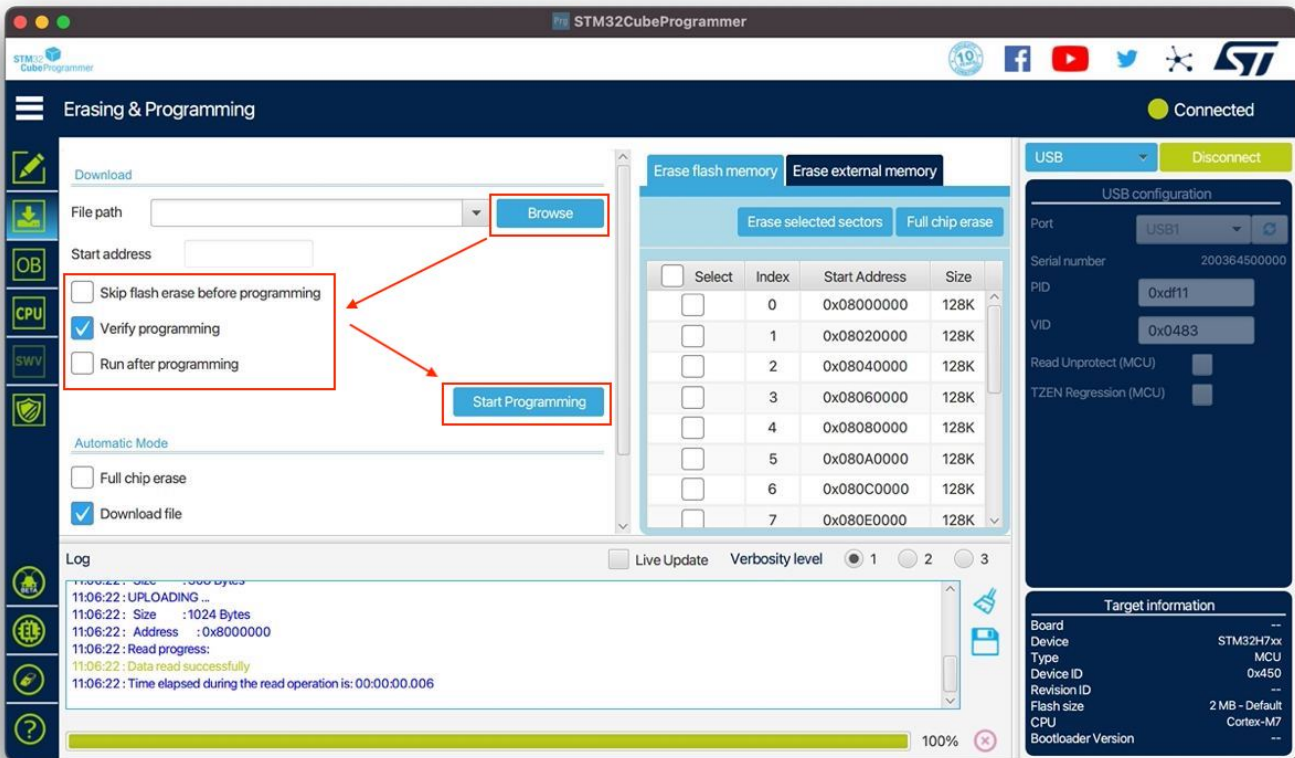 Prg STM32CubeProgrammer
STM32
CubeProgrammer
10
Erasing & Programming
Connected
Download
File path
Browse
Start address
Skip flash erase before programming
Verify programming
Run after programming
Start Programming
Automatic Mode
Full chip erase
Download file
OB
CPU
SWV
Erase flash memory Erase external memory
Erase selected sectors Full chip erase
Select Index Start Address Size
0 0x08000000 128K
1 0x08020000 128K
2 0x08040000 128K
3 0x08060000 128K
4 0x08080000 128K
5 0x080A0000 128K
6 0x080C0000 128K
7 0x080E0000 128K
USB Disconnect
USB configuration
Port USB1
Serial number 200364500000
PID 0xdf11
VID 0x0483
Read Unprotect (MCU)
TZEN Regression (MCU)
Log Live Update Verbosity level 1 2 3
11:06:22 : UPLOADING ...
11:06:22 : Size : 1024 Bytes
11:06:22 : Address : 0x8000000
11:06:22 : Read progress:
11:06:22 : Data read successfully
11:06:22 : Time elapsed during the read operation is: 00:00:00.006
100%
BETA
EL
?
Target information
Board --
Device STM32H7xx
Type MCU
Device ID 0x450
Revision ID --
Flash size 2 MB - Default
CPU Cortex-M7
Bootloader Version --